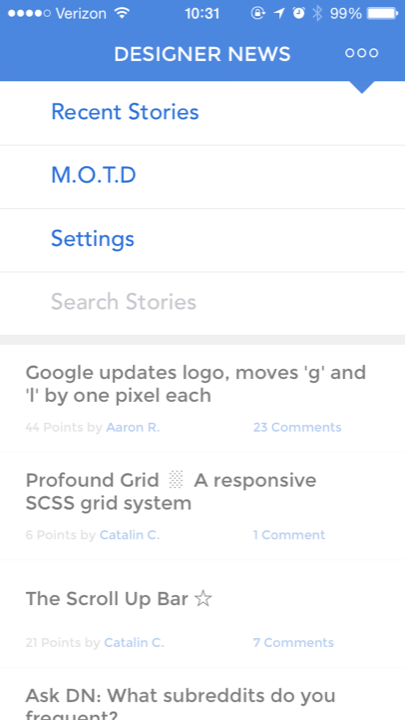 Verizon 10:31 99%
DESIGNER NEWS
Recent Stories
M.O.T.D
Settings
Search Stories
Google updates logo, moves 'g' and
'l' by one pixel each
44 Points by Aaron R. 23 Comments
Profound Grid ░ A responsive
SCSS grid system
6 Points by Catalin C. 1 Comment
The Scroll Up Bar ☆
21 Points by Catalin C. 7 Comments
Ask DN: What subreddits do you
frequent?